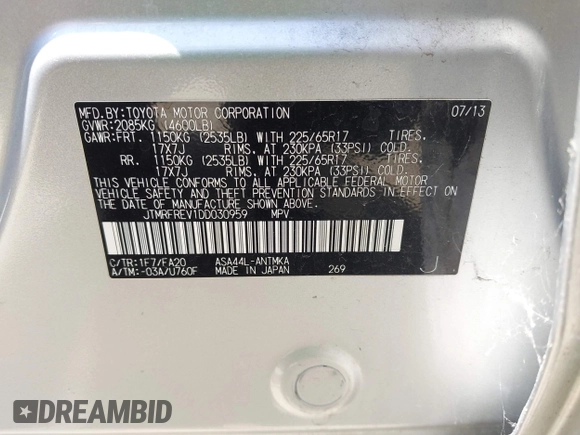 MFD.BY:TOYOTA MOTOR CORPORATION 07/13
GVWR:2085KG (4600LB)
GAWR:FRT. 1150KG (2535LB) WITH 225/65R17 TIRES.
17X7J RIMS, AT 230KPA (33PSI) COLD.
RR. 1150KG (2535LB) WITH 225/65R17 TIRES.
17X7J RIMS, AT 230KPA (33PSI) COLD.
THIS VEHICLE CONFORMS TO ALL APPLICABLE FEDERAL MOTOR
VEHICLE SAFETY AND THEFT PREVENTION STANDARDS IN EFFECT ON
THE DATE OF MANUFACTURE SHOWN ABOVE.
JTMRFREV1DD030959 MPV
C/TR:1F7/FA20 ASA44L-ANTMKA
A/TM:-03A/U760F MADE IN JAPAN 269 J
DREAMBID